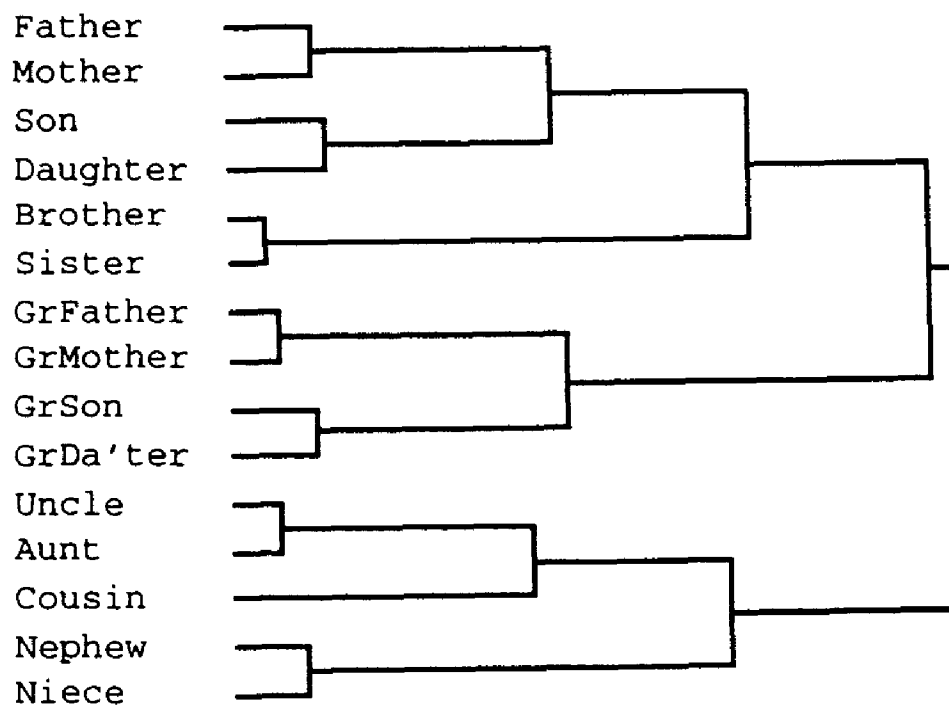 Father
Mother
Son
Daughter
Brother
Sister
GrFather
GrMother
GrSon
GrDa'ter
Uncle
Aunt
Cousin
Nephew
Niece